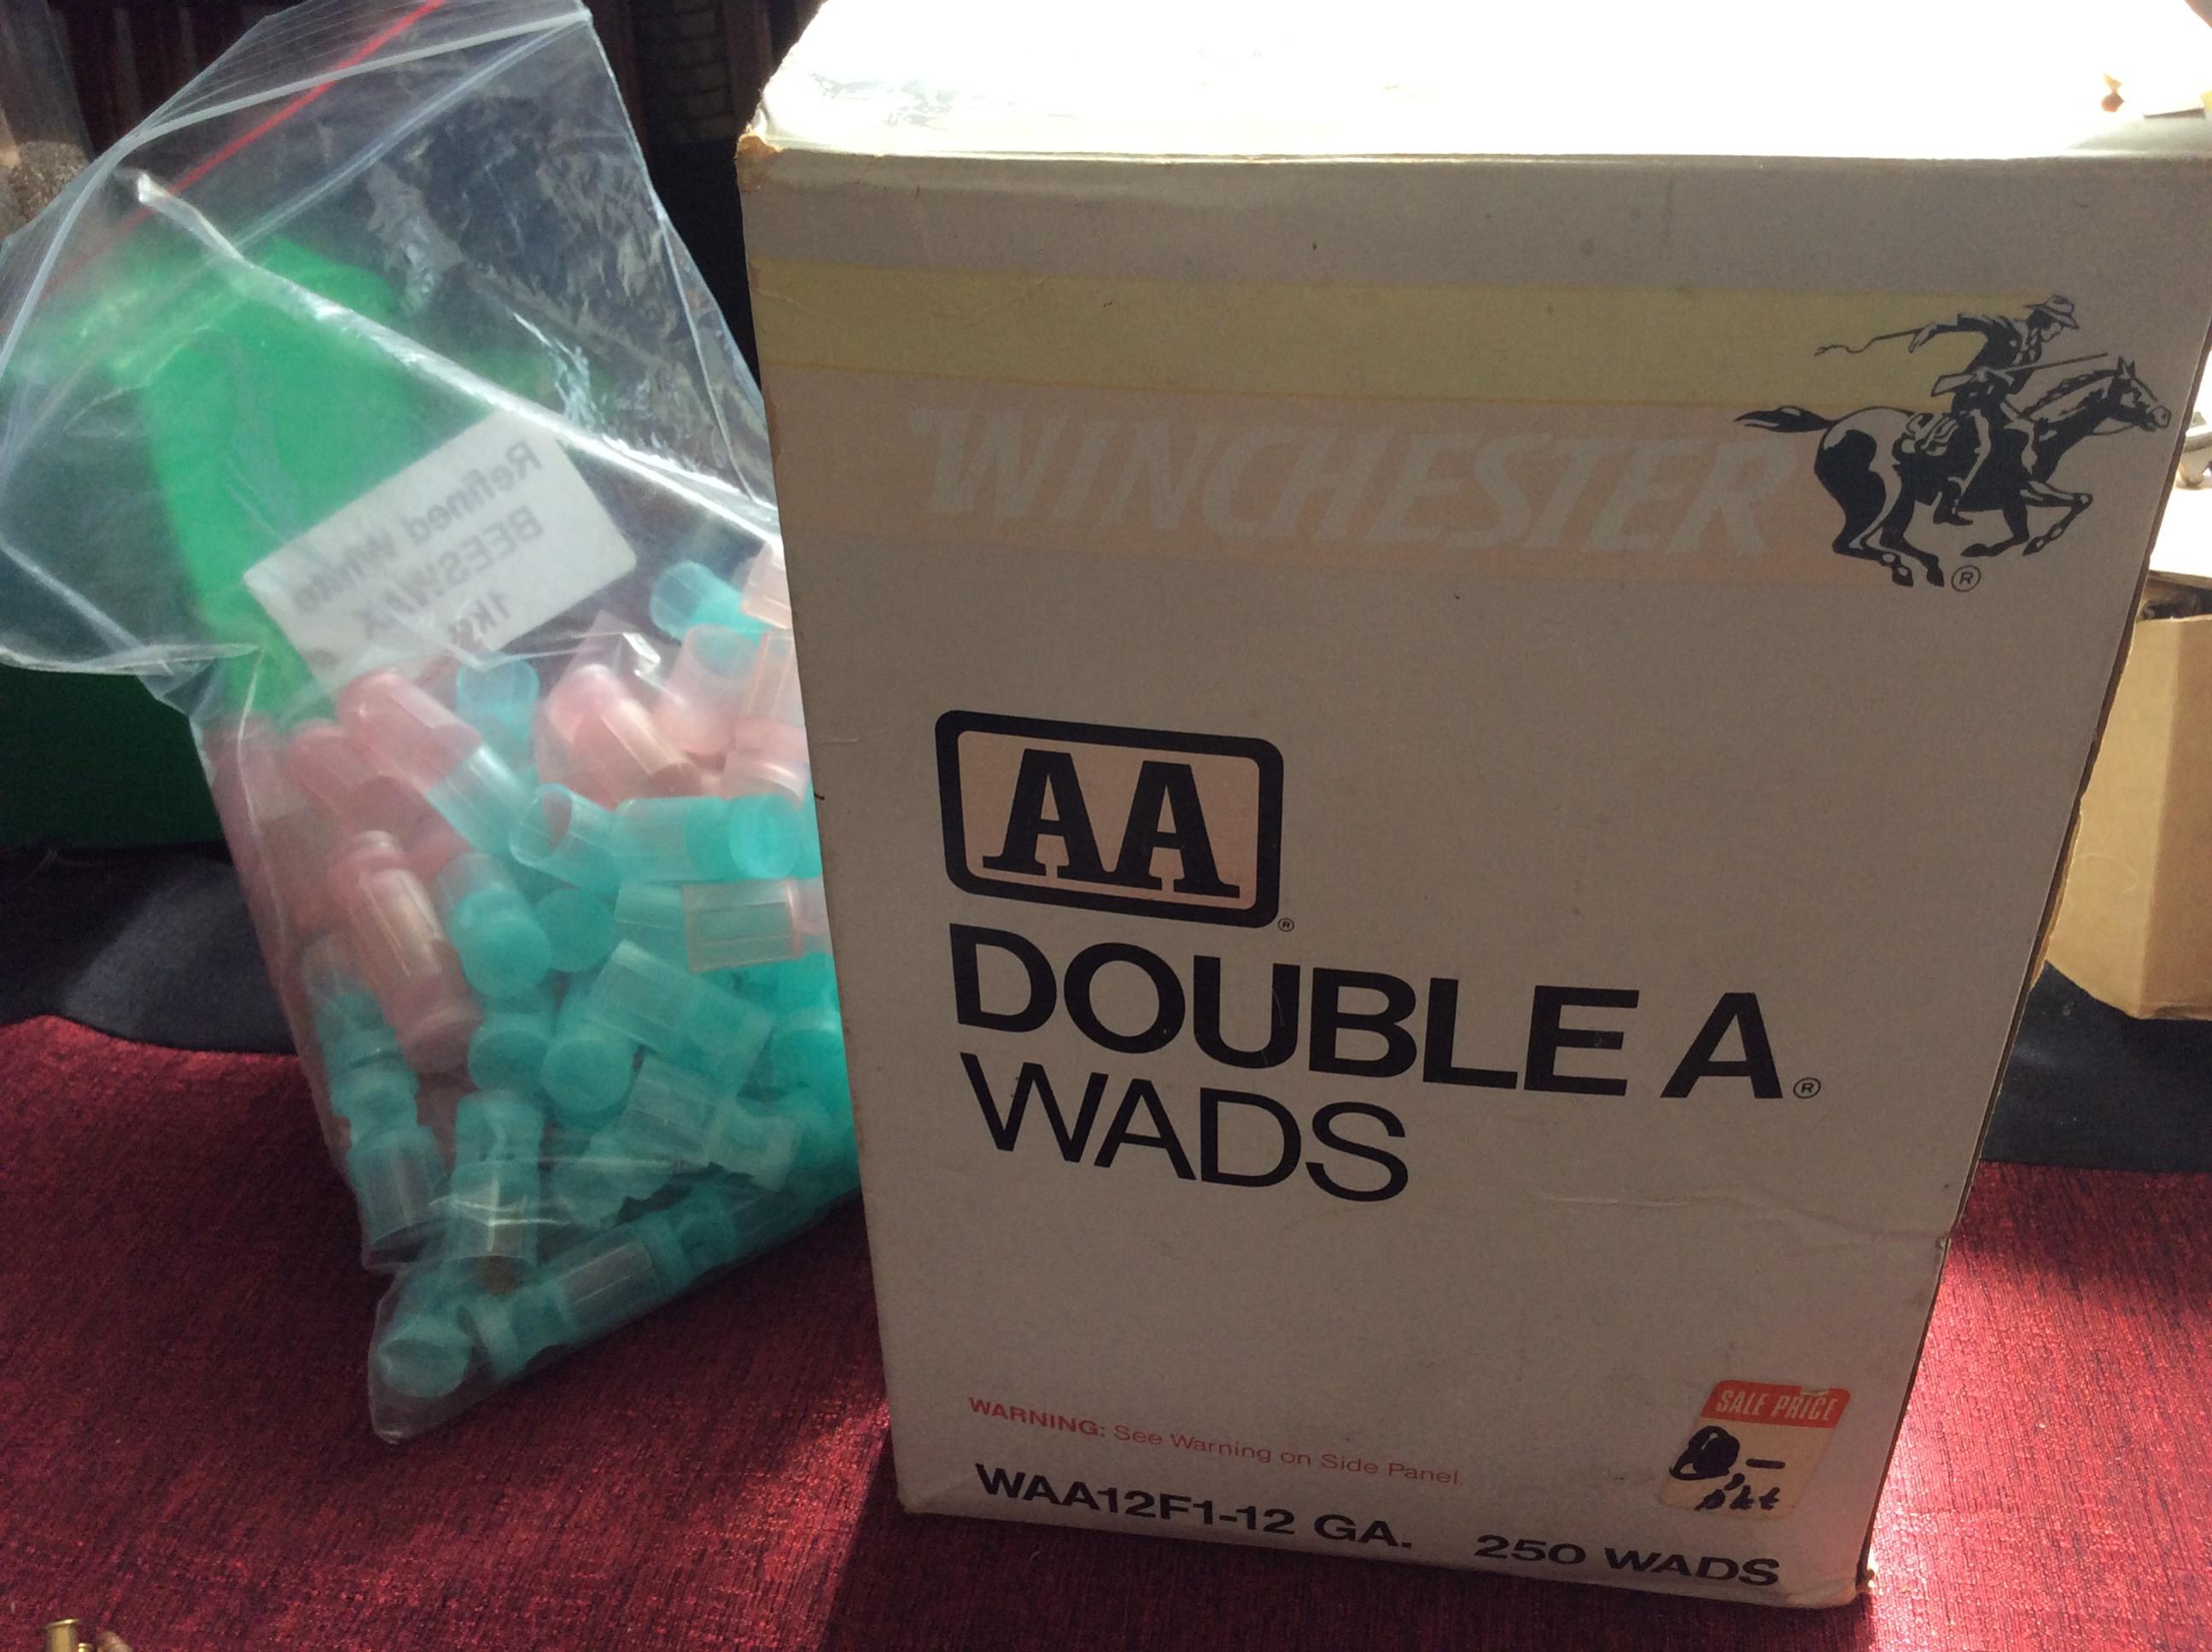 Refined White
BEESWAX
1kg
WINCHESTER
®
AA
®
DOUBLE A®
WADS
SALE PRICE
WARNING: See Warning on Side Panel.
WAA12F1-12 GA. 250 WADS